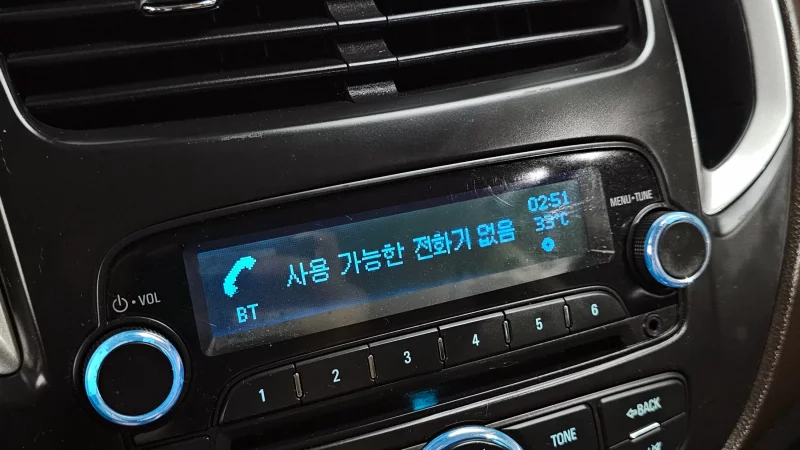 MENU•TUNE
02:51
사용 가능한 전화기 없음 33°C
BT
•VOL
1 2 3 4 5 6
TONE
BACK